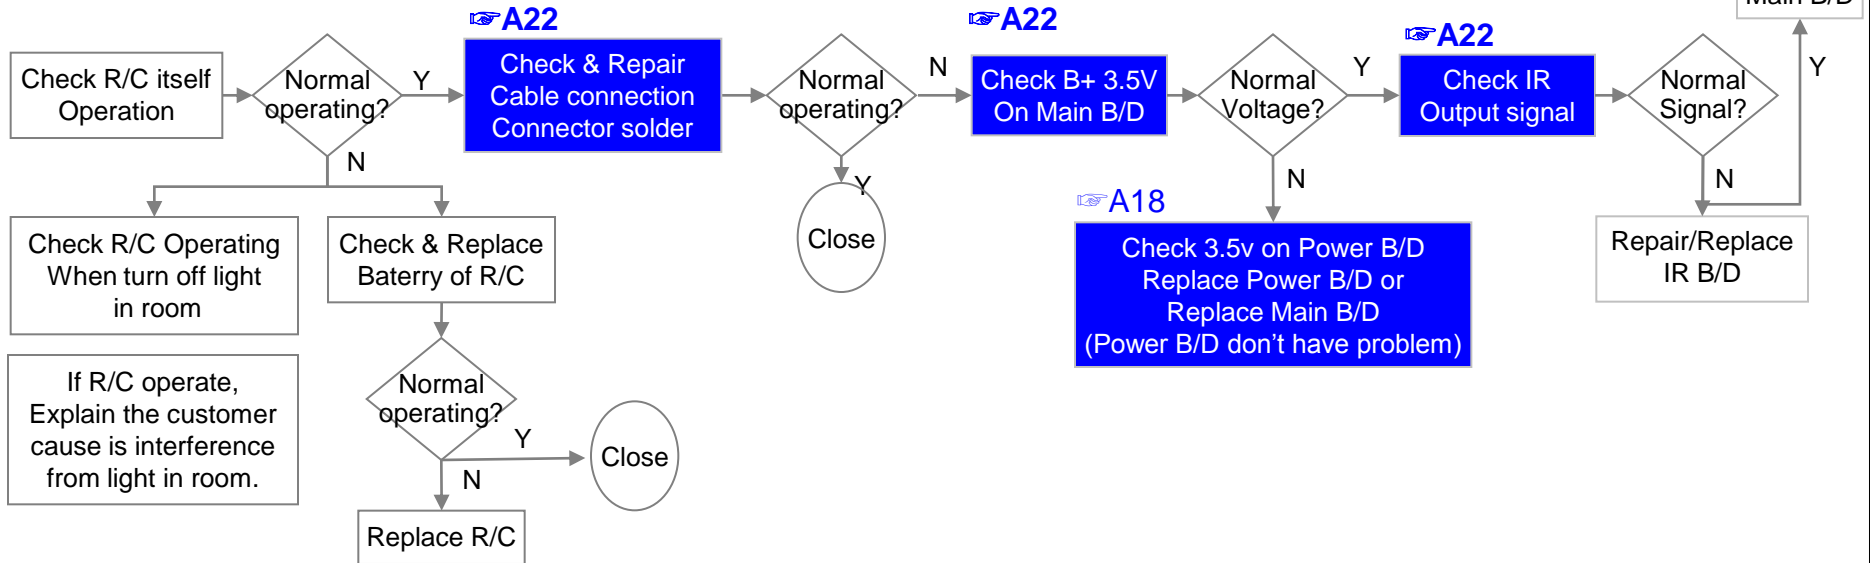 Main B/D
☞A22
☞A22
☞A22
Check R/C itself
Operation
Normal
operating?
Y
Check & Repair
Cable connection
Connector solder
Normal
operating?
N
Check B+ 3.5V
On Main B/D
Normal
Voltage?
Y
Check IR
Output signal
Normal
Signal?
Y
N
Y
N
N
☞A18
Check R/C Operating
When turn off light
in room
Check & Replace
Baterry of R/C
Close
Check 3.5v on Power B/D
Replace Power B/D or
Replace Main B/D
(Power B/D don't have problem)
Repair/Replace
IR B/D
If R/C operate,
Explain the customer
cause is interference
from light in room.
Normal
operating?
Y
Close
N
Replace R/C